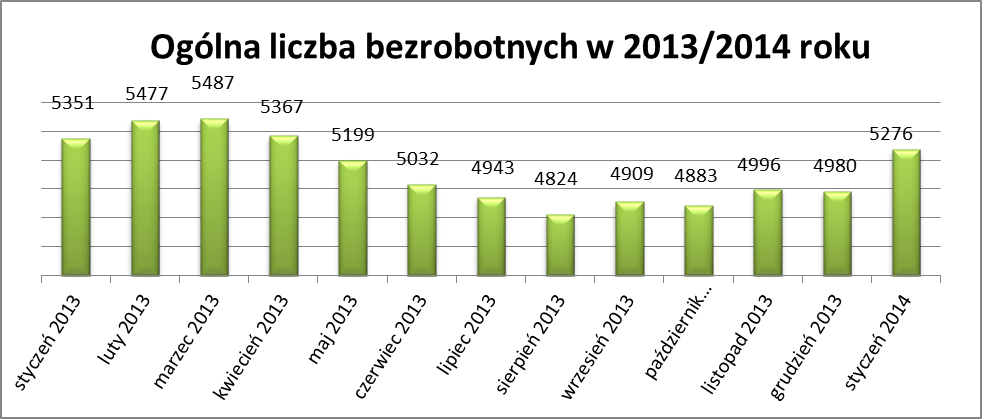 Ogólna liczba bezrobotnych w 2013/2014 roku
5351
5477
5487
5367
5199
5032
4943
4824
4909
4883
4996
4980
5276
styczeń 2013
luty 2013
marzec 2013
kwiecień 2013
maj 2013
czerwiec 2013
lipiec 2013
sierpień 2013
wrzesień 2013
październik...
listopad 2013
grudzień 2013
styczeń 2014